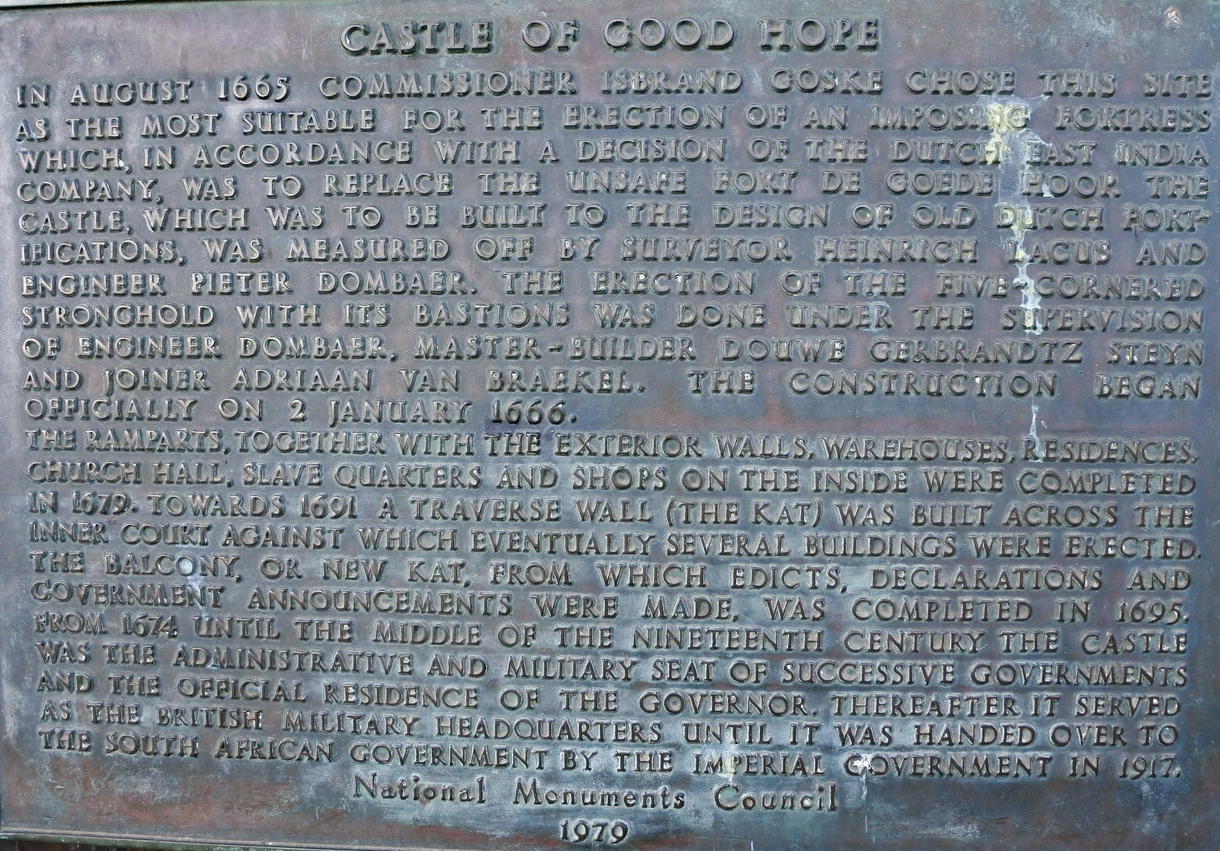 CASTLE OF GOOD HOPE
IN AUGUST 1665 COMMISSIONER ISBRAND GOSKE CHOSE THIS SITE
AS THE MOST SUITABLE FOR THE ERECTION OF AN IMPOSING FORTRESS
WHICH, IN ACCORDANCE WITH A DECISION OF THE DUTCH EAST INDIA
COMPANY, WAS TO REPLACE THE UNSAFE FORT DE GOEDE HOOP. THE
CASTLE, WHICH WAS TO BE BUILT TO THE DESIGN OF OLD DUTCH FORT-
IFICATIONS, WAS MEASURED OFF BY SURVEYOR HEINRICH LACUS AND
ENGINEER PIETER DOMBAER. THE ERECTION OF THE FIVE-CORNERED
STRONGHOLD WITH ITS BASTIONS WAS DONE UNDER THE SUPERVISION
OF ENGINEER DOMBAER, MASTER-BUILDER DOUWE GERBRANDTZ STEYN
AND JOINER ADRIAAN VAN BRAEKEL. THE CONSTRUCTION BEGAN
OFFICIALLY ON 2 JANUARY 1666.
THE RAMPARTS, TOGETHER WITH THE EXTERIOR WALLS, WAREHOUSES, RESIDENCES,
CHURCH HALL, SLAVE QUARTERS AND SHOPS ON THE INSIDE WERE COMPLETED
IN 1679. TOWARDS 1691 A TRAVERSE WALL (THE KAT) WAS BUILT ACROSS THE
INNER COURT AGAINST WHICH EVENTUALLY SEVERAL BUILDINGS WERE ERECTED.
THE BALCONY, OR NEW KAT, FROM WHICH EDICTS, DECLARATIONS AND
GOVERNMENT ANNOUNCEMENTS WERE MADE, WAS COMPLETED IN 1695.
FROM 1674 UNTIL THE MIDDLE OF THE NINETEENTH CENTURY THE CASTLE
WAS THE ADMINISTRATIVE AND MILITARY SEAT OF SUCCESSIVE GOVERNMENTS
AND THE OFFICIAL RESIDENCE OF THE GOVERNOR. THEREAFTER IT SERVED
AS THE BRITISH MILITARY HEADQUARTERS UNTIL IT WAS HANDED OVER TO
THE SOUTH AFRICAN GOVERNMENT BY THE IMPERIAL GOVERNMENT IN 1917.
National Monuments Council
1979